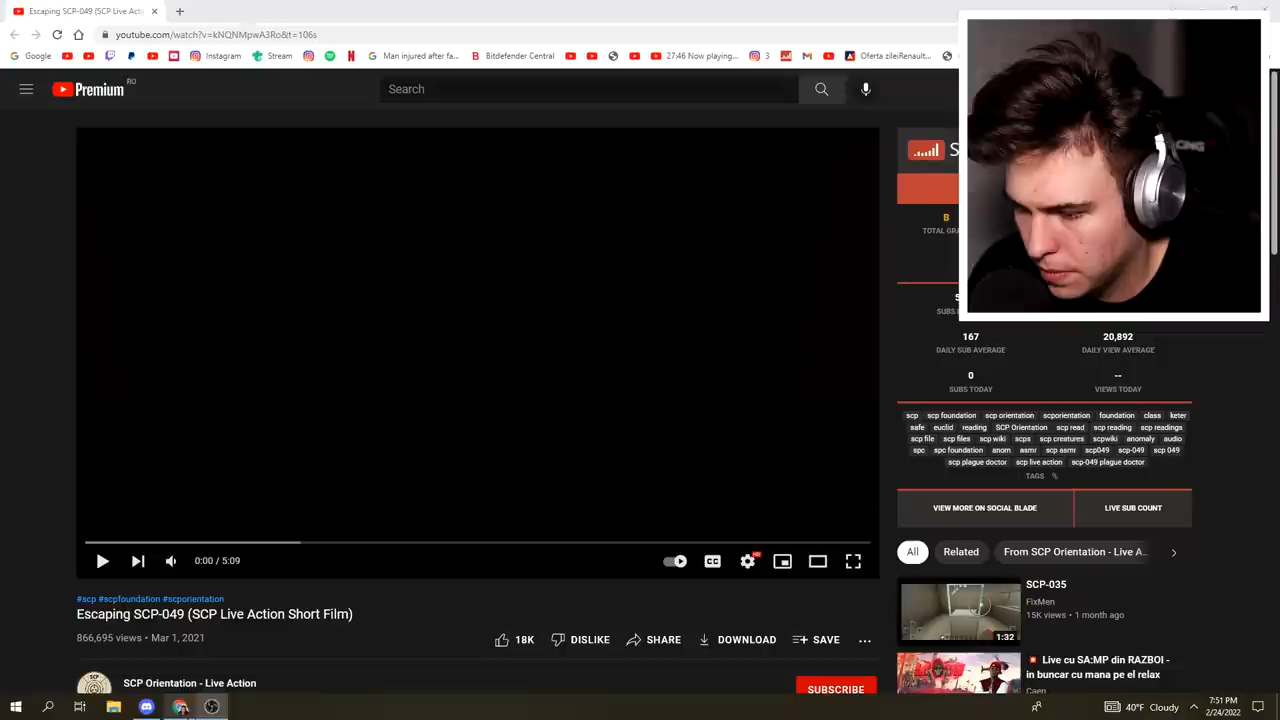 Escaping SCP-049 (SCP Live Acti
youtube.com/watch?v=kNQNMpwA3Ro&t=106s
Google Instagram Stream Man injured after fa... Bitdefender Central 27:46 Now playing... 3 Oferta zileiRenault...
Premium RO
Search
S
B
TOTAL GRA
SUBS
167 20,892
DAILY SUB AVERAGE DAILY VIEW AVERAGE
0 --
SUBS TODAY VIEWS TODAY
scp scp foundation scp orientation scporientation foundation class keter
safe euclid reading SCP Orientation scp read scp reading scp readings
scp file scp files scp wiki scps scp creatures scpwiki anomaly audio
spc spc foundation anom asmr scp asmr scp049 scp-049 scp 049
scp plague doctor scp live action scp-049 plague doctor
TAGS
VIEW MORE ON SOCIAL BLADE LIVE SUB COUNT
All Related From SCP Orientation - Live A...
0:00 / 5:09 CC HD
SCP-035
FixMen
15K views • 1 month ago
1:32
#scp #scpfoundation #scporientation
Escaping SCP-049 (SCP Live Action Short Film)
866,695 views • Mar 1, 2021
18K DISLIKE SHARE DOWNLOAD SAVE ...
Live cu SA:MP din RAZBOI -
in buncar cu mana pe el relax
Caen
SCP Orientation - Live Action
SUBSCRIBE
40°F Cloudy
7:51 PM
2/24/2022